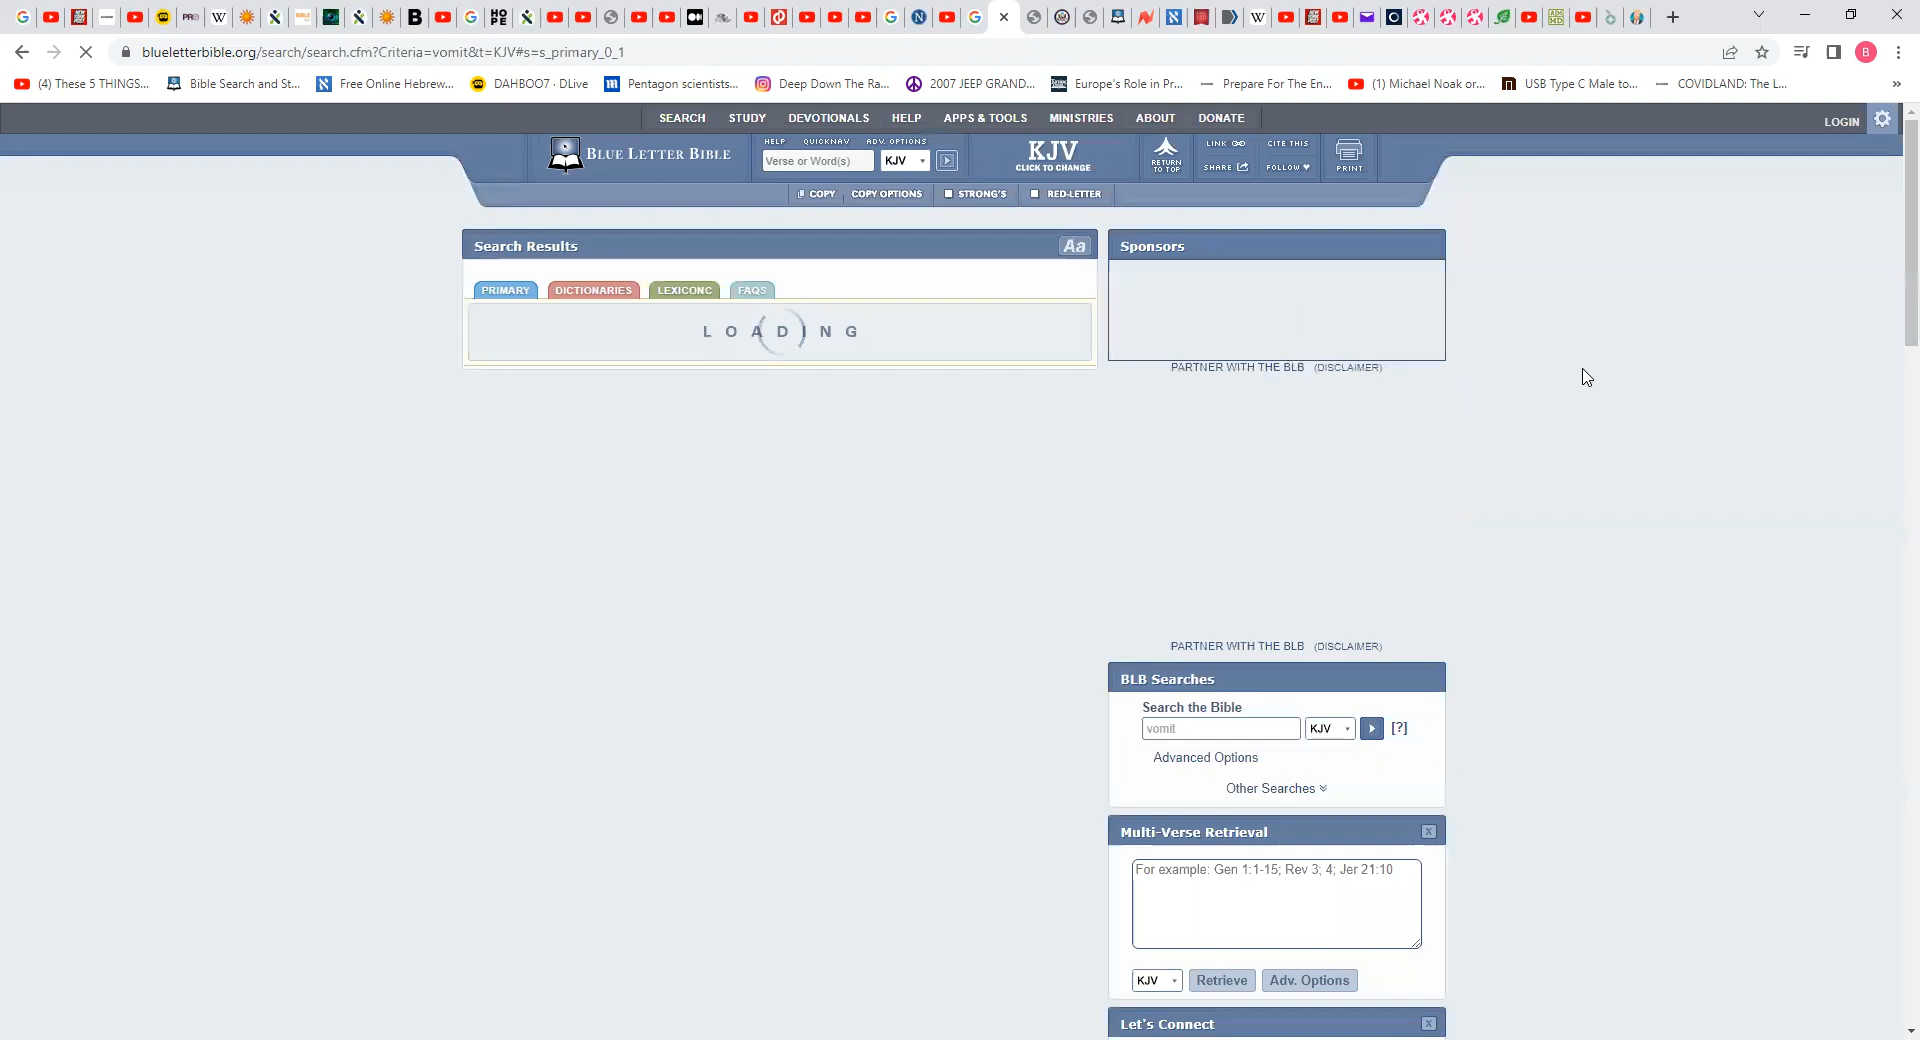 PRO
B
HO
PE
N
W
AIM
MD
blueletterbible.org/search/search.cfm?Criteria=vomit&t=KJV#s=s_primary_0_1
B
(4) These 5 THINGS...
Bible Search and St...
Free Online Hebrew...
DAHBOO7 · DLive
Pentagon scientists...
Deep Down The Ra...
2007 JEEP GRAND...
Europe's Role in Pr...
Prepare For The En...
(1) Michael Noak or...
USB Type C Male to...
COVIDLAND: The L...
»
SEARCH STUDY DEVOTIONALS HELP APPS & TOOLS MINISTRIES ABOUT DONATE
LOGIN
BLUE LETTER BIBLE
HELP QUICKNAV ADV. OPTIONS
Verse or Word(s) KJV
KJV
CLICK TO CHANGE
RETURN
TO TOP
LINK CITE THIS
SHARE FOLLOW
PRINT
COPY COPY OPTIONS STRONG'S RED-LETTER
Search Results Aa
PRIMARY DICTIONARIES LEXICONC FAQS
LOADING
Sponsors
PARTNER WITH THE BLB (DISCLAIMER)
PARTNER WITH THE BLB (DISCLAIMER)
BLB Searches
Search the Bible
vomit KJV [?]
Advanced Options
Other Searches
Multi-Verse Retrieval X
For example: Gen 1:1-15; Rev 3; 4; Jer 21:10
KJV Retrieve Adv. Options
Let's Connect X